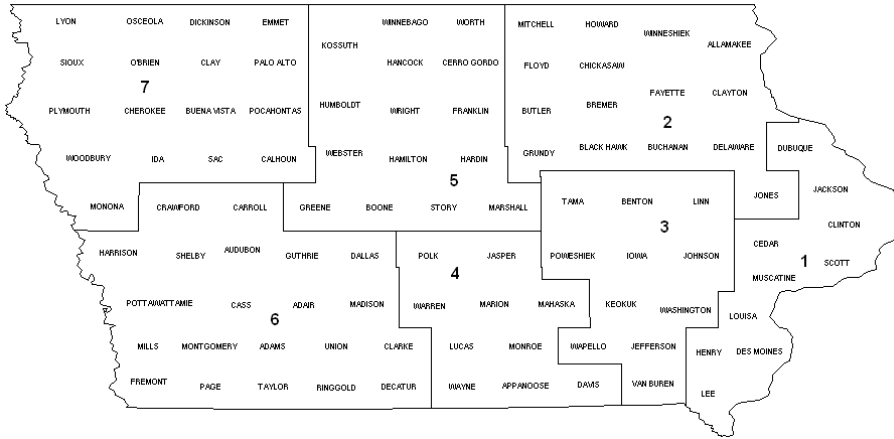 LYON OSCEOLA DICKINSON EMMET WINNEBAGO WORTH MITCHELL HOWARD
WINNESHIEK
KOSSUTH ALLAMAKEE
SIOUX O'BRIEN CLAY PALO ALTO HANCOCK CERRO GORDO FLOYD CHICKASAW
7
FAYETTE CLAYTON
PLYMOUTH CHEROKEE BUENA VISTA POCAHONTAS HUMBOLDT WRIGHT FRANKLIN BUTLER BREMER
2
WOODBURY IDA SAC CALHOUN WEBSTER HAMILTON HARDIN GRUNDY BLACK HAWK BUCHANAN DELAWARE DUBUQUE
5
MONONA CRAWFORD CARROLL GREENE BOONE STORY MARSHALL TAMA BENTON LINN JONES JACKSON
3
CLINTON
HARRISON SHELBY AUDUBON GUTHRIE DALLAS POLK JASPER POWESHIEK IOWA JOHNSON CEDAR
4 1 SCOTT
MUSCATINE
POTTAWATTAMIE CASS ADAIR MADISON WARREN MARION MAHASKA KEOKUK WASHINGTON
6 LOUISA
MILLS MONTGOMERY ADAMS UNION CLARKE LUCAS MONROE WAPELLO JEFFERSON HENRY DES MOINES
FREMONT PAGE TAYLOR RINGGOLD DECATUR WAYNE APPANOOSE DAVIS VAN BUREN
LEE